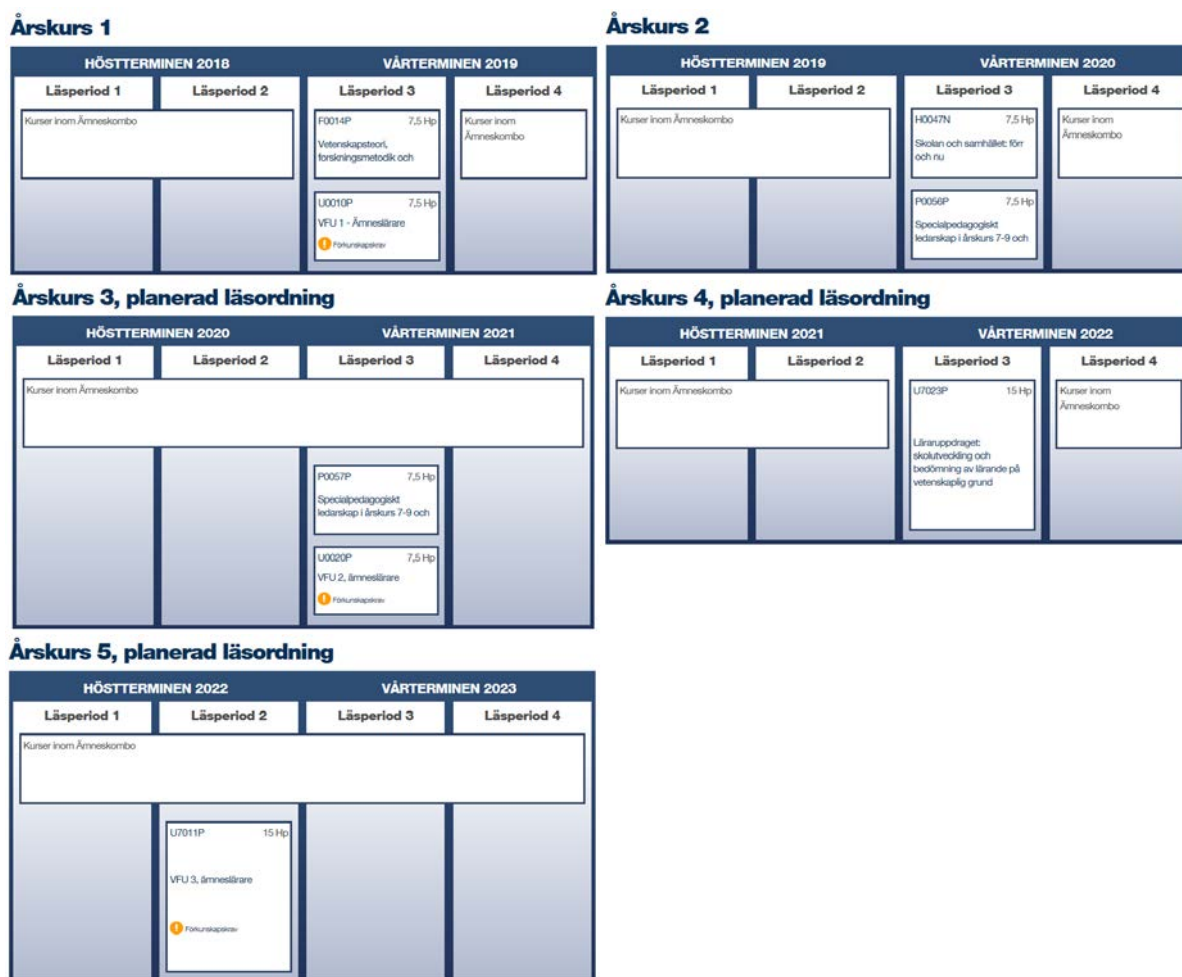 Årskurs 1
HÖSTTERMINEN 2018
VÅRTERMINEN 2019
Läsperiod 1
Läsperiod 2
Läsperiod 3
Läsperiod 4
Kurser inom Ämneskombo
F0014P 7,5 Hp
Vetenskapsteori,
forskningsmetodik och
Kurser inom
Ämneskombo
U0010P 7,5 Hp
VFU 1 - Ämneslärare
Förkunskapskrav
Årskurs 2
HÖSTTERMINEN 2019
VÅRTERMINEN 2020
Läsperiod 1
Läsperiod 2
Läsperiod 3
Läsperiod 4
Kurser inom Ämneskombo
H0047N 7,5 Hp
Skolan och samhället: förr
och nu
Kurser inom
Ämneskombo
P0056P 7,5 Hp
Specialpedagogiskt
ledarskap i årskurs 7-9 och
Årskurs 3, planerad läsordning
HÖSTTERMINEN 2020
VÅRTERMINEN 2021
Läsperiod 1
Läsperiod 2
Läsperiod 3
Läsperiod 4
Kurser inom Ämneskombo
P0057P 7,5 Hp
Specialpedagogiskt
ledarskap i årskurs 7-9 och
U0020P 7,5 Hp
VFU 2, ämneslärare
Förkunskapskrav
Årskurs 4, planerad läsordning
HÖSTTERMINEN 2021
VÅRTERMINEN 2022
Läsperiod 1
Läsperiod 2
Läsperiod 3
Läsperiod 4
Kurser inom Ämneskombo
U7023P 15 Hp
Läraruppdraget:
skolutveckling och
bedömning av lärande på
vetenskaplig grund
Kurser inom
Ämneskombo
Årskurs 5, planerad läsordning
HÖSTTERMINEN 2022
VÅRTERMINEN 2023
Läsperiod 1
Läsperiod 2
Läsperiod 3
Läsperiod 4
Kurser inom Ämneskombo
U7011P 15 Hp
VFU 3, ämneslärare
Förkunskapskrav